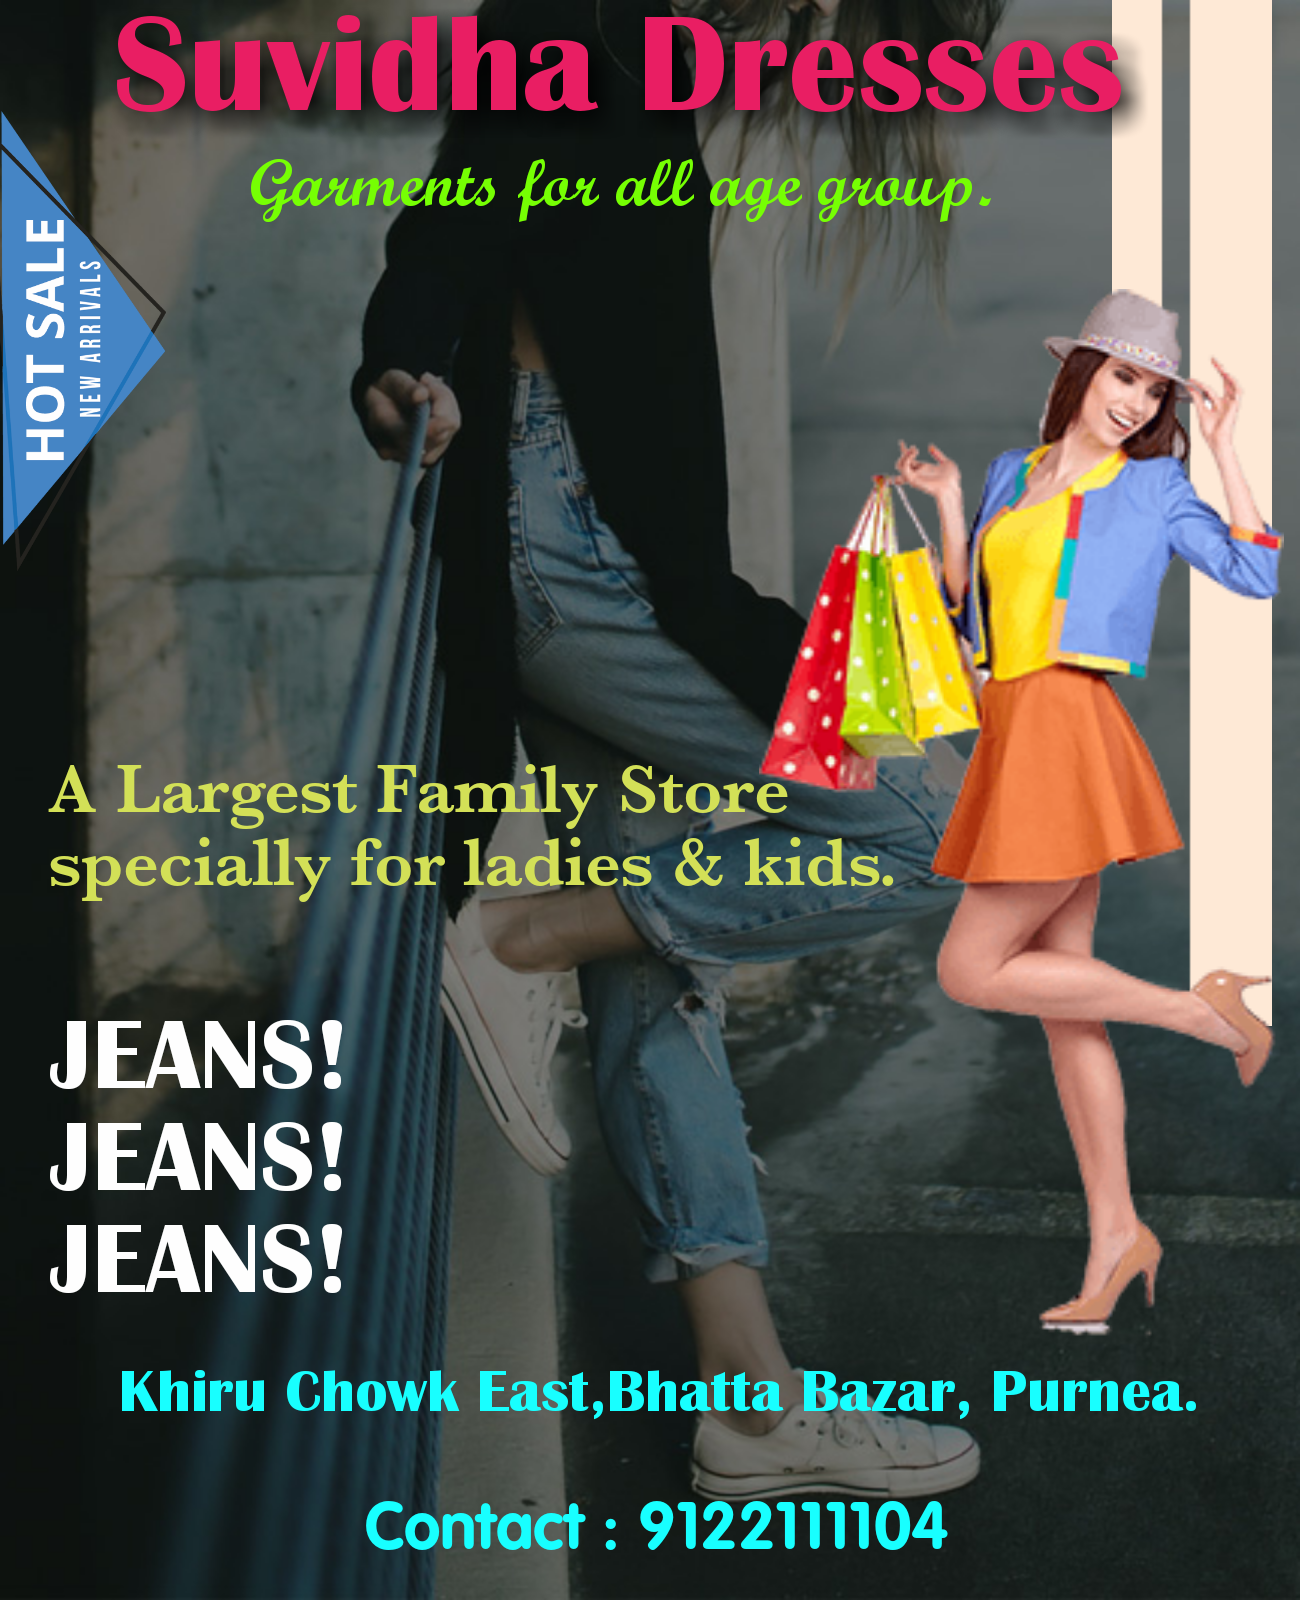 Suvidha Dresses
Garments for all age group.
HOT SALE
NEW ARRIVALS
A Largest Family Store
specially for ladies & kids.
JEANS!
JEANS!
JEANS!
Khiru Chowk East,Bhatta Bazar, Purnea.
Contact : 9122111104